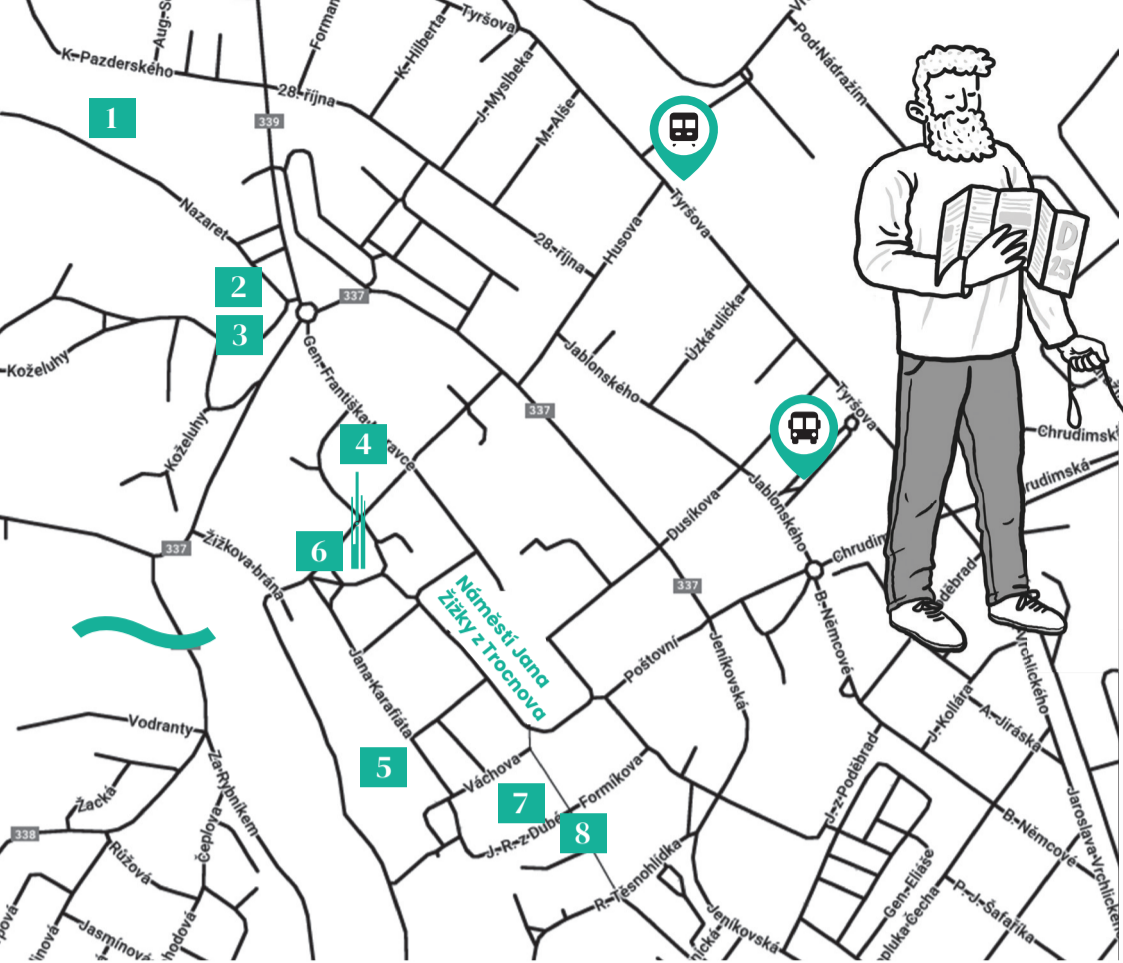 Tyršova
Pod-Nádražím
K.-Pazderského
K.-Hilberta
J.-Myslbeka
28.-října
M.-Alše
1
339
Nazaret
Tyršova
28.-října
Husova
D
25
2
337
3
Úzká-ulička
Koželuhy
Jablonského
Gen.-Františka
337
Tyršova
4
Koželuhy
Chrudimská
Jablonského
Dusíkova
337
Žižkova-brána
6
337
Náměstí Jana
Žižky z Trocnova
B.-Němcové
Jana-Karafiáta
Poštovní
Jeníkovská
Vrchlického
J.-Kollára
A.-Jiráska
Vodranty
Za-Rybníkem
5
Váchova
Formíkova
J.-z-Poděbrad
Žacká
7
J.-R.-z-Dubé
8
B.-Němcové
Jaroslava-Vrchlického
338
Čeplova
Růžová
R.-Těsnohlídka
Gen.-Eliáše
P.-J.-Šafaříka
Jasmínová
Jeníkovská